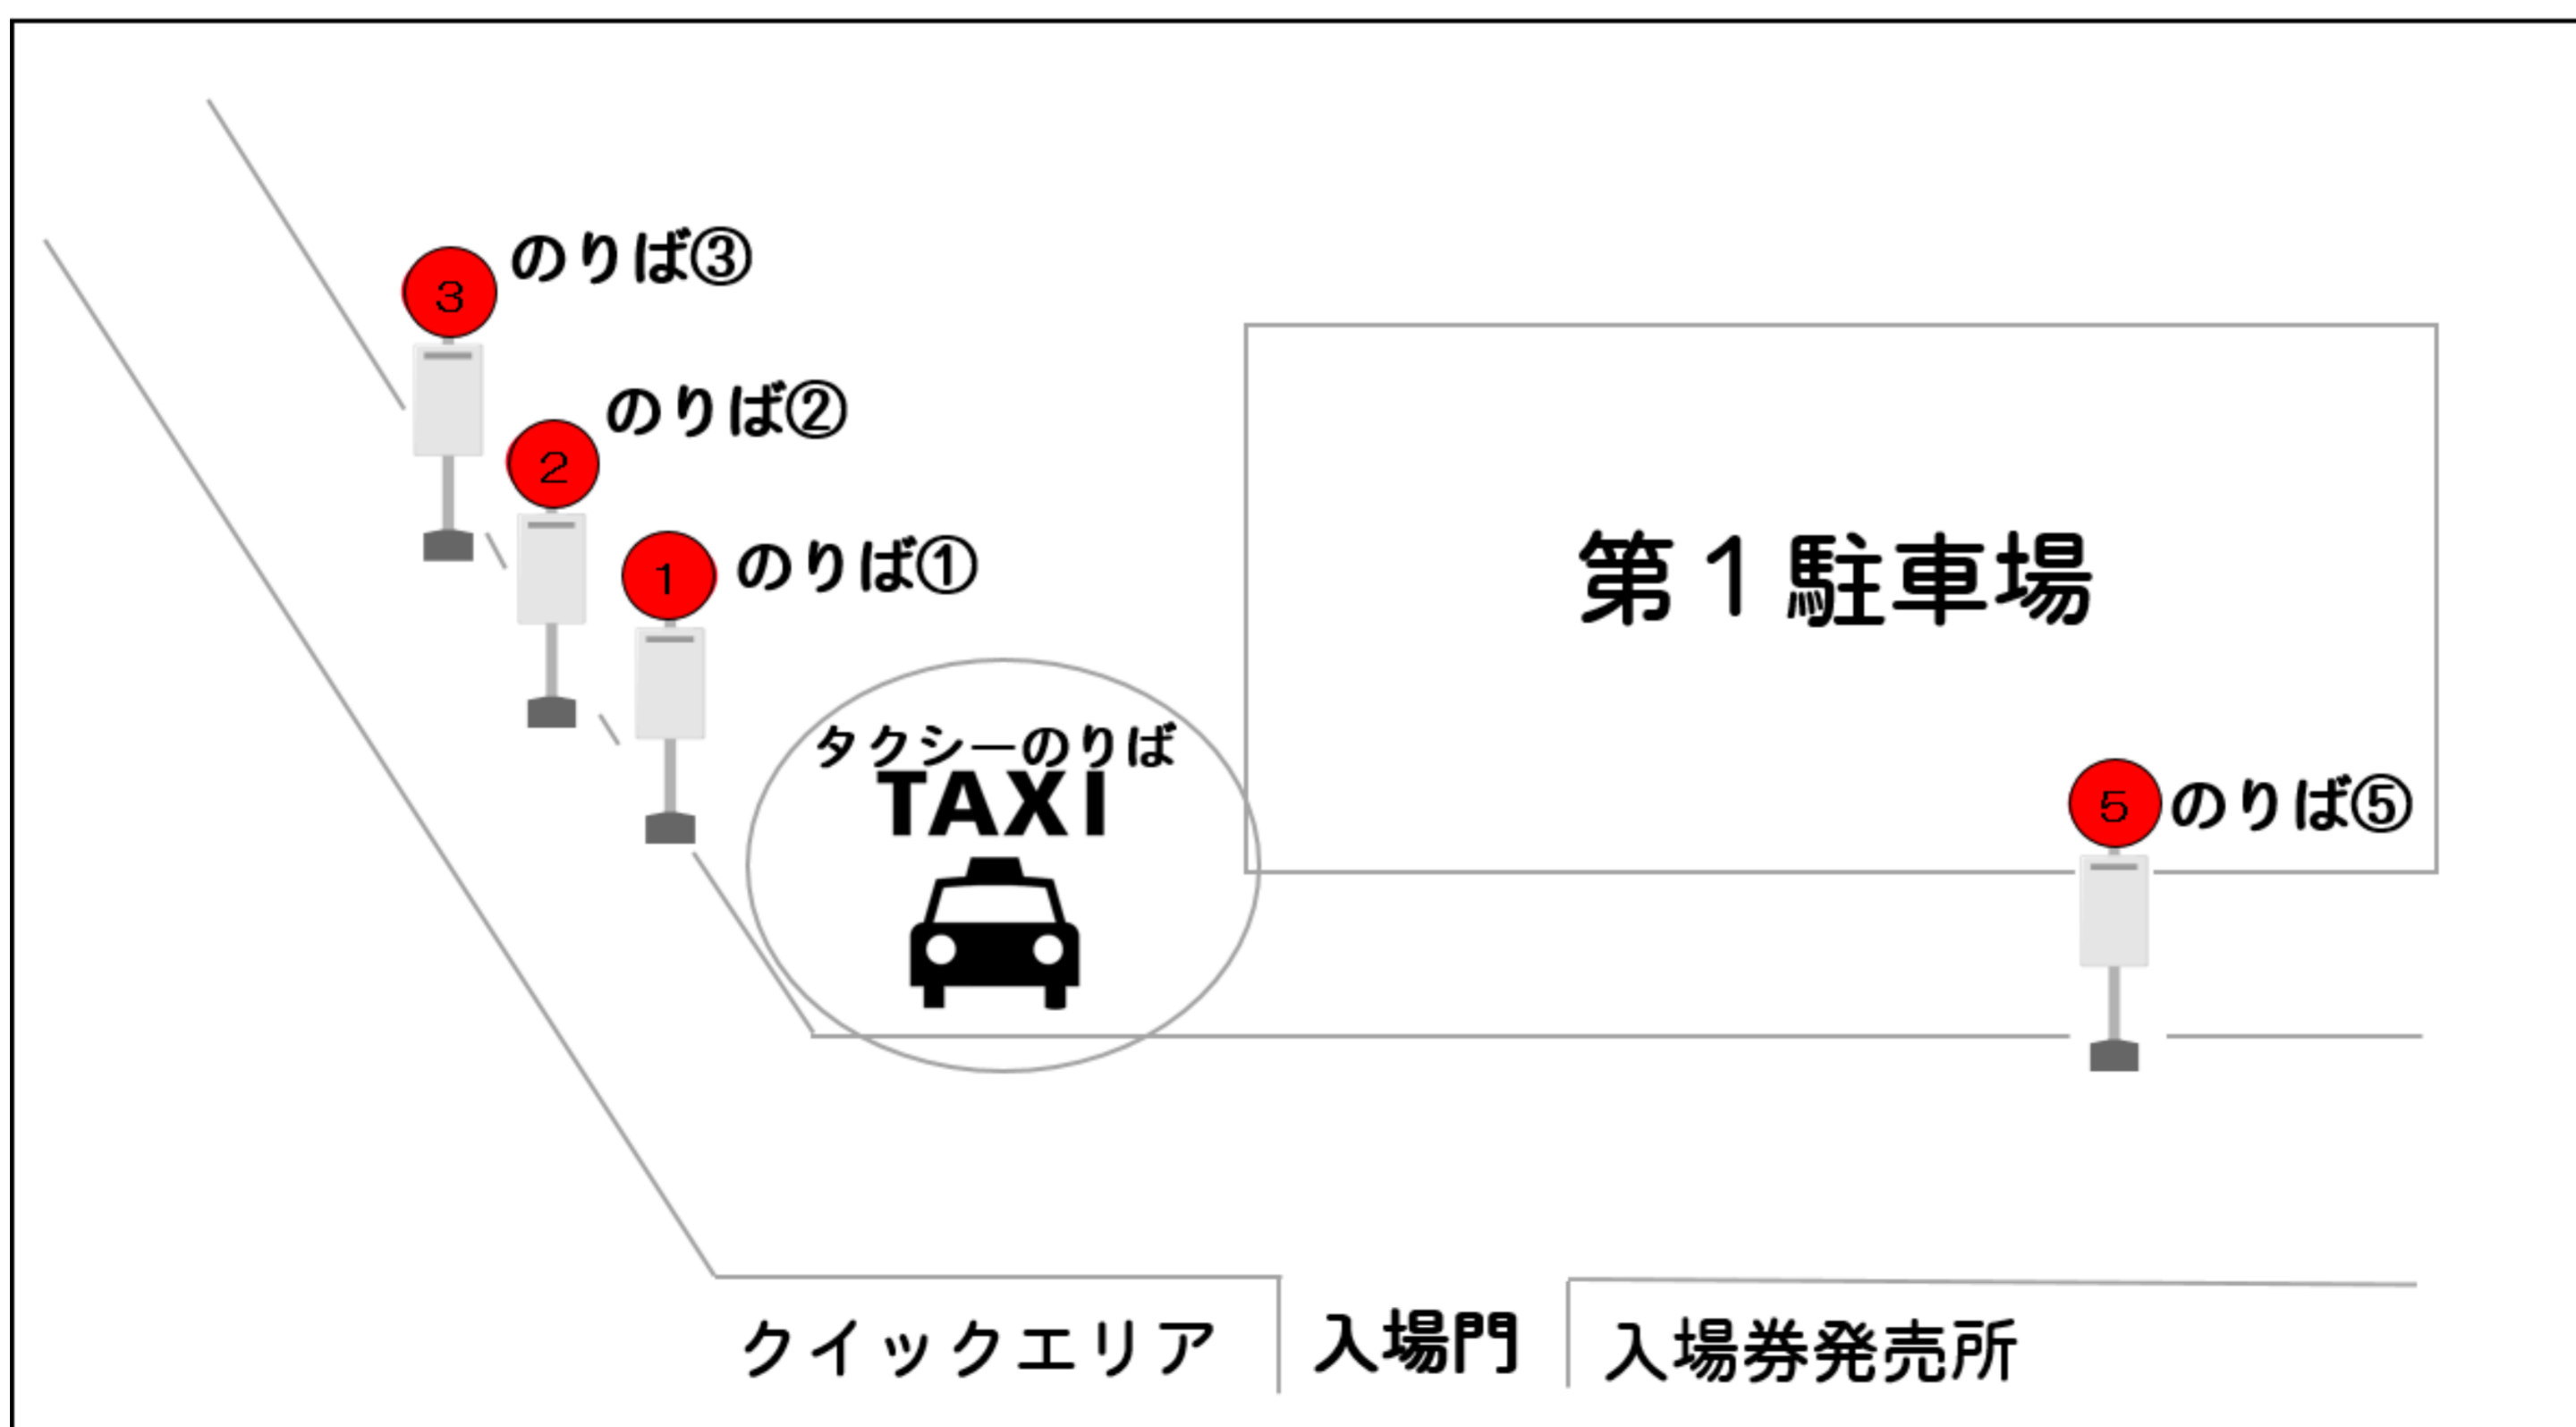 のりば③
3
のりば②
2
のりば①
1
第１駐車場
タクシーのりば
TAXI
のりば⑤
5
クイックエリア
入場門
入場券発売所